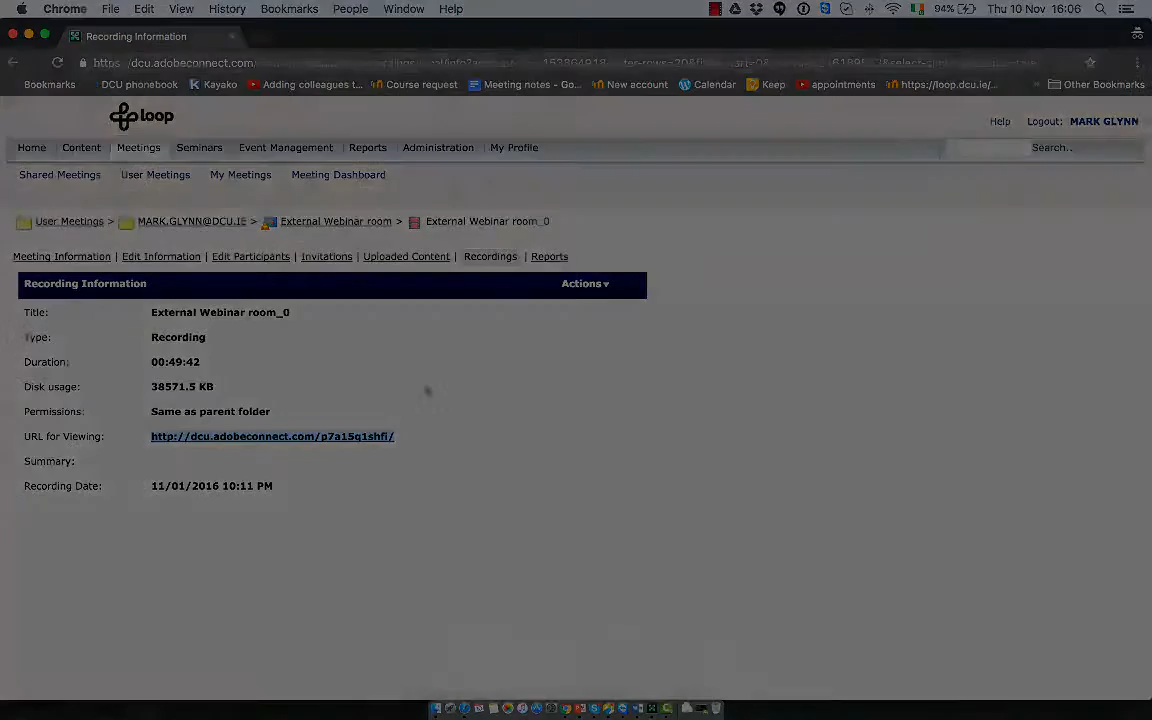 Chrome File Edit View History Bookmarks People Window Help 94% Thu 10 Nov 16:06
Recording Information
https://dcu.adobeconnect.com/
Bookmarks DCU phonebook Kayako Adding colleagues t... Course request Meeting notes - Go... New account Calendar Keep appointments https://loop.dcu.ie/... » Other Bookmarks
loop
Help Logout: MARK GLYNN
Home Content Meetings Seminars Event Management Reports Administration My Profile Search..
Shared Meetings User Meetings My Meetings Meeting Dashboard
User Meetings > MARK.GLYNN@DCU.IE > External Webinar room > External Webinar room_0
Meeting Information | Edit Information | Edit Participants | Invitations | Uploaded Content | Recordings | Reports
Recording Information Actions▼
Title: External Webinar room_0
Type: Recording
Duration: 00:49:42
Disk usage: 38571.5 KB
Permissions: Same as parent folder
URL for Viewing: http://dcu.adobeconnect.com/p7a15q1shfi/
Summary:
Recording Date: 11/01/2016 10:11 PM